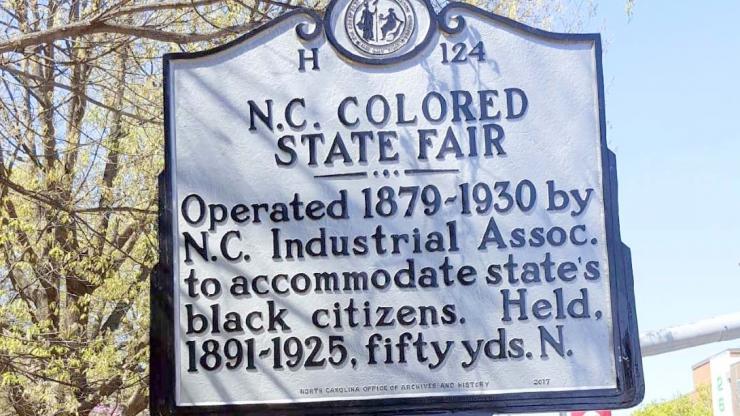 H 124
N.C. COLORED
STATE FAIR
Operated 1879-1930 by
N.C. Industrial Assoc.
to accommodate state's
black citizens. Held,
1891-1925, fifty yds. N.
NORTH CAROLINA OFFICE OF ARCHIVES AND HISTORY 2017